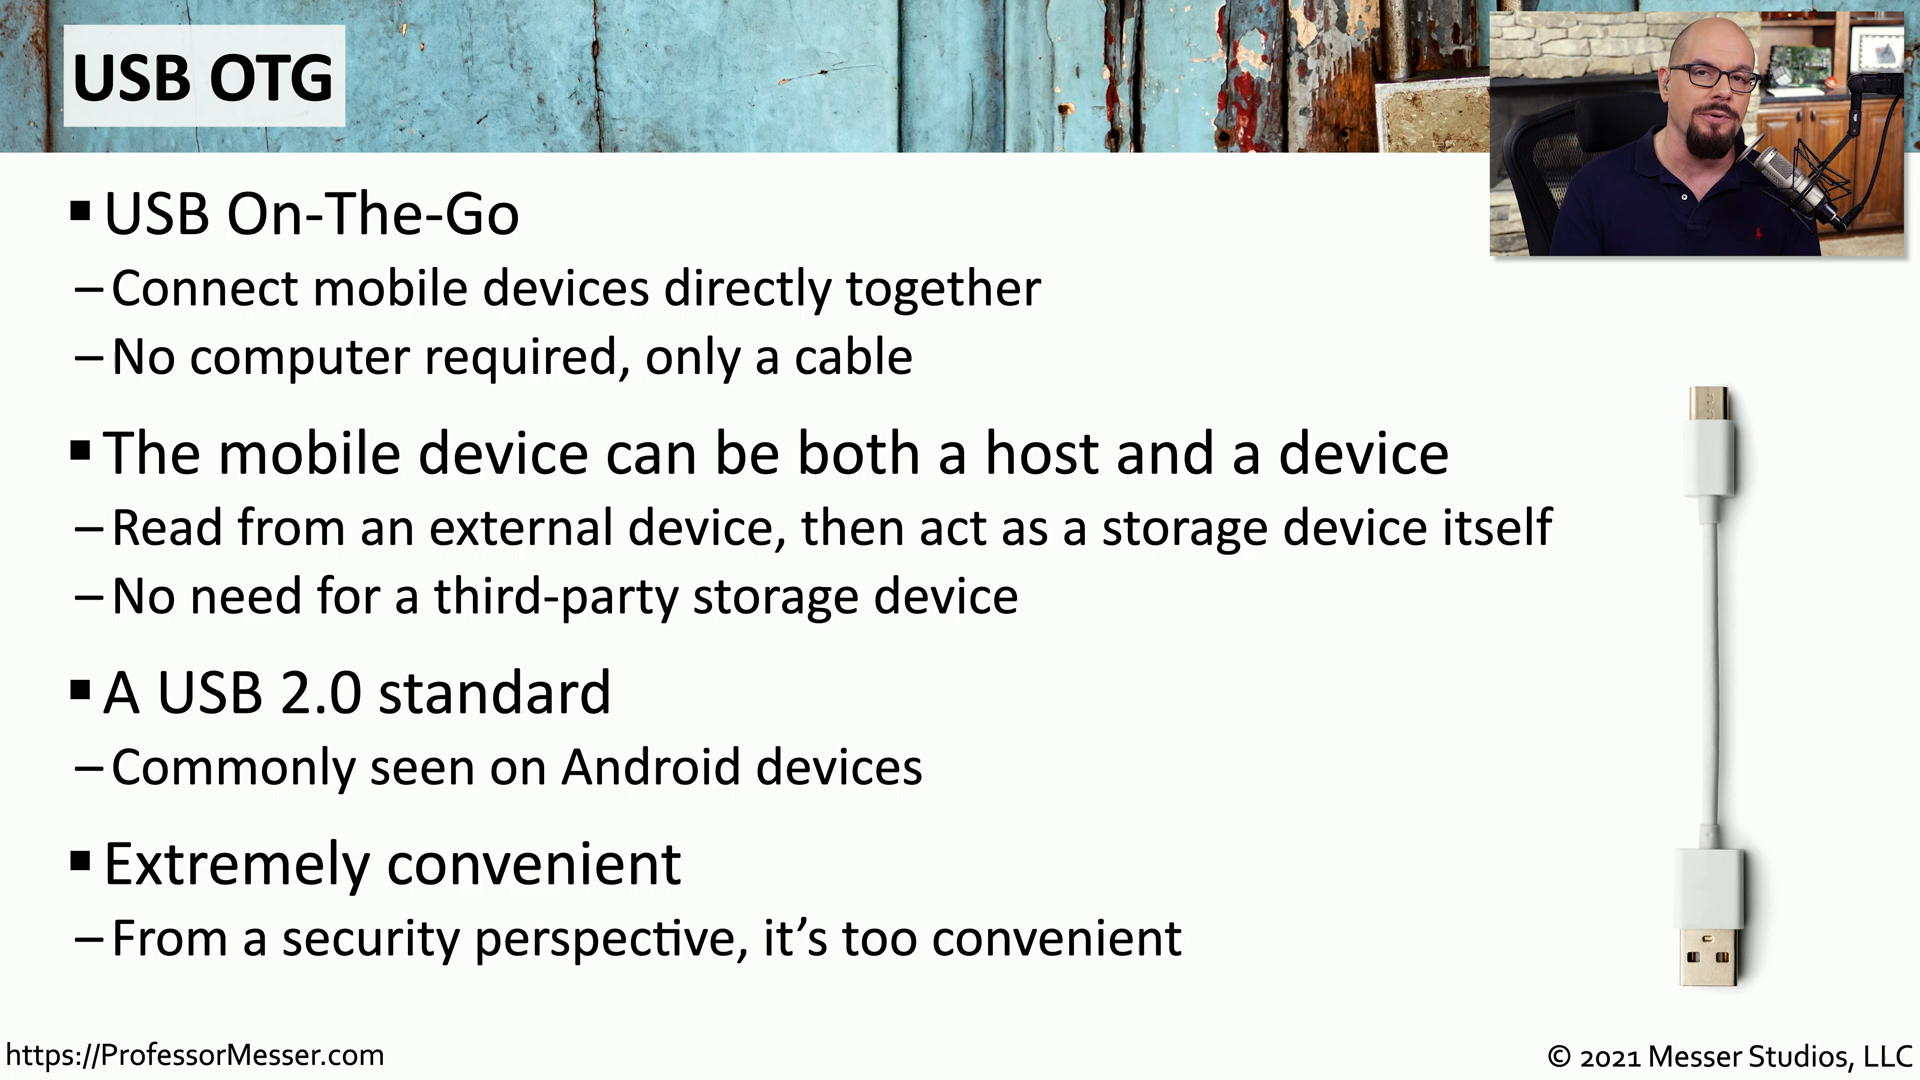 USB OTG
▪ USB On-The-Go
– Connect mobile devices directly together
– No computer required, only a cable
▪ The mobile device can be both a host and a device
– Read from an external device, then act as a storage device itself
– No need for a third-party storage device
▪ A USB 2.0 standard
– Commonly seen on Android devices
▪ Extremely convenient
– From a security perspective, it’s too convenient
https://ProfessorMesser.com
© 2021 Messer Studios, LLC